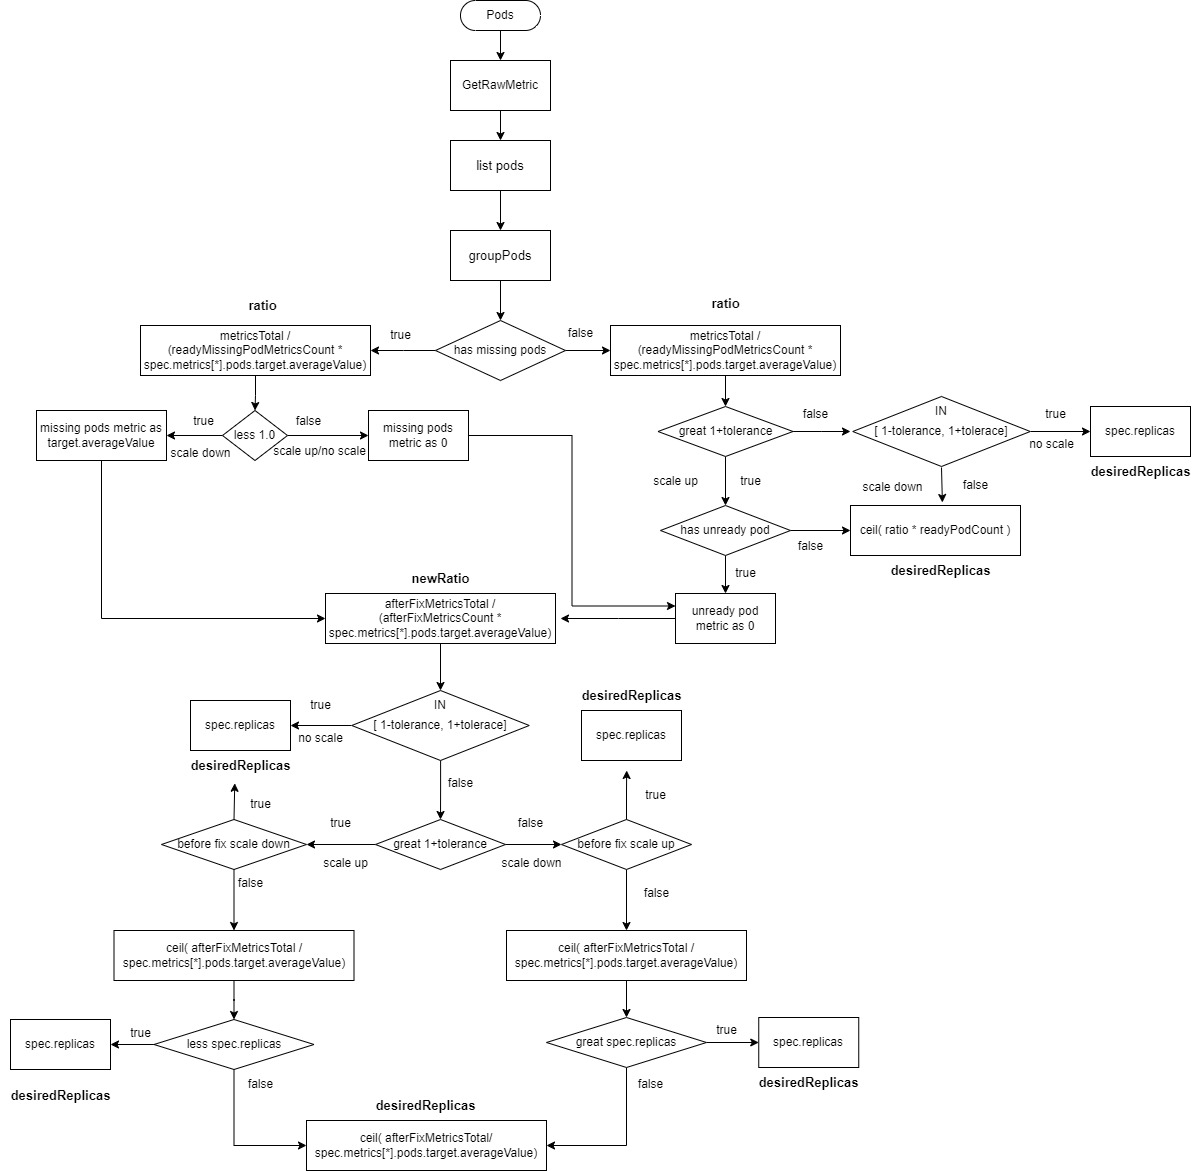 Pods
GetRawMetric
list pods
groupPods
ratio
ratio
metricsTotal /
(readyMissingPodMetricsCount *
spec.metrics[*].pods.target.averageValue)
true
has missing pods
false
metricsTotal /
(readyMissingPodMetricsCount *
spec.metrics[*].pods.target.averageValue)
missing pods metric as
target.averageValue
true
scale down
less 1.0
false
scale up/no scale
missing pods
metric as 0
great 1+tolerance
false
IN
[ 1-tolerance, 1+tolerace]
true
no scale
spec.replicas
desiredReplicas
scale up
true
scale down
false
has unready pod
false
ceil( ratio * readyPodCount )
desiredReplicas
true
newRatio
afterFixMetricsTotal /
(afterFixMetricsCount *
spec.metrics[*].pods.target.averageValue)
unready pod
metric as 0
spec.replicas
desiredReplicas
true
no scale
IN
[ 1-tolerance, 1+tolerace]
desiredReplicas
spec.replicas
false
true
true
before fix scale down
true
scale up
great 1+tolerance
false
scale down
before fix scale up
false
false
ceil( afterFixMetricsTotal /
spec.metrics[*].pods.target.averageValue)
ceil( afterFixMetricsTotal /
spec.metrics[*].pods.target.averageValue)
spec.replicas
desiredReplicas
true
less spec.replicas
great spec.replicas
true
spec.replicas
desiredReplicas
false
false
desiredReplicas
ceil( afterFixMetricsTotal/
spec.metrics[*].pods.target.averageValue)